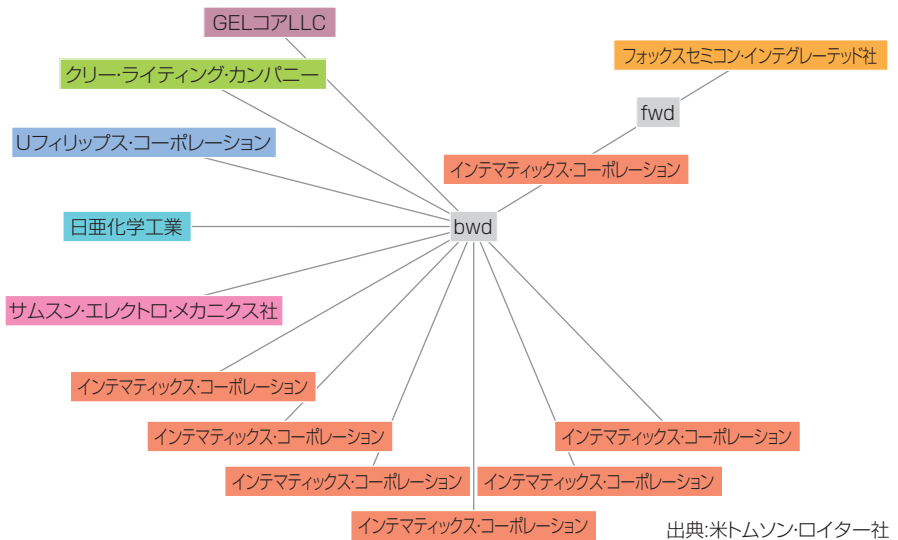 GELコアLLC
フォックスセミコン・インテグレーテッド社
クリー・ライティング・カンパニー
fwd
Uフィリップス・コーポレーション
インテマティックス・コーポレーション
日亜化学工業
bwd
サムスン・エレクトロ・メカニクス社
インテマティックス・コーポレーション
インテマティックス・コーポレーション
インテマティックス・コーポレーション
インテマティックス・コーポレーション
インテマティックス・コーポレーション
インテマティックス・コーポレーション
出典:米トムソン・ロイター社